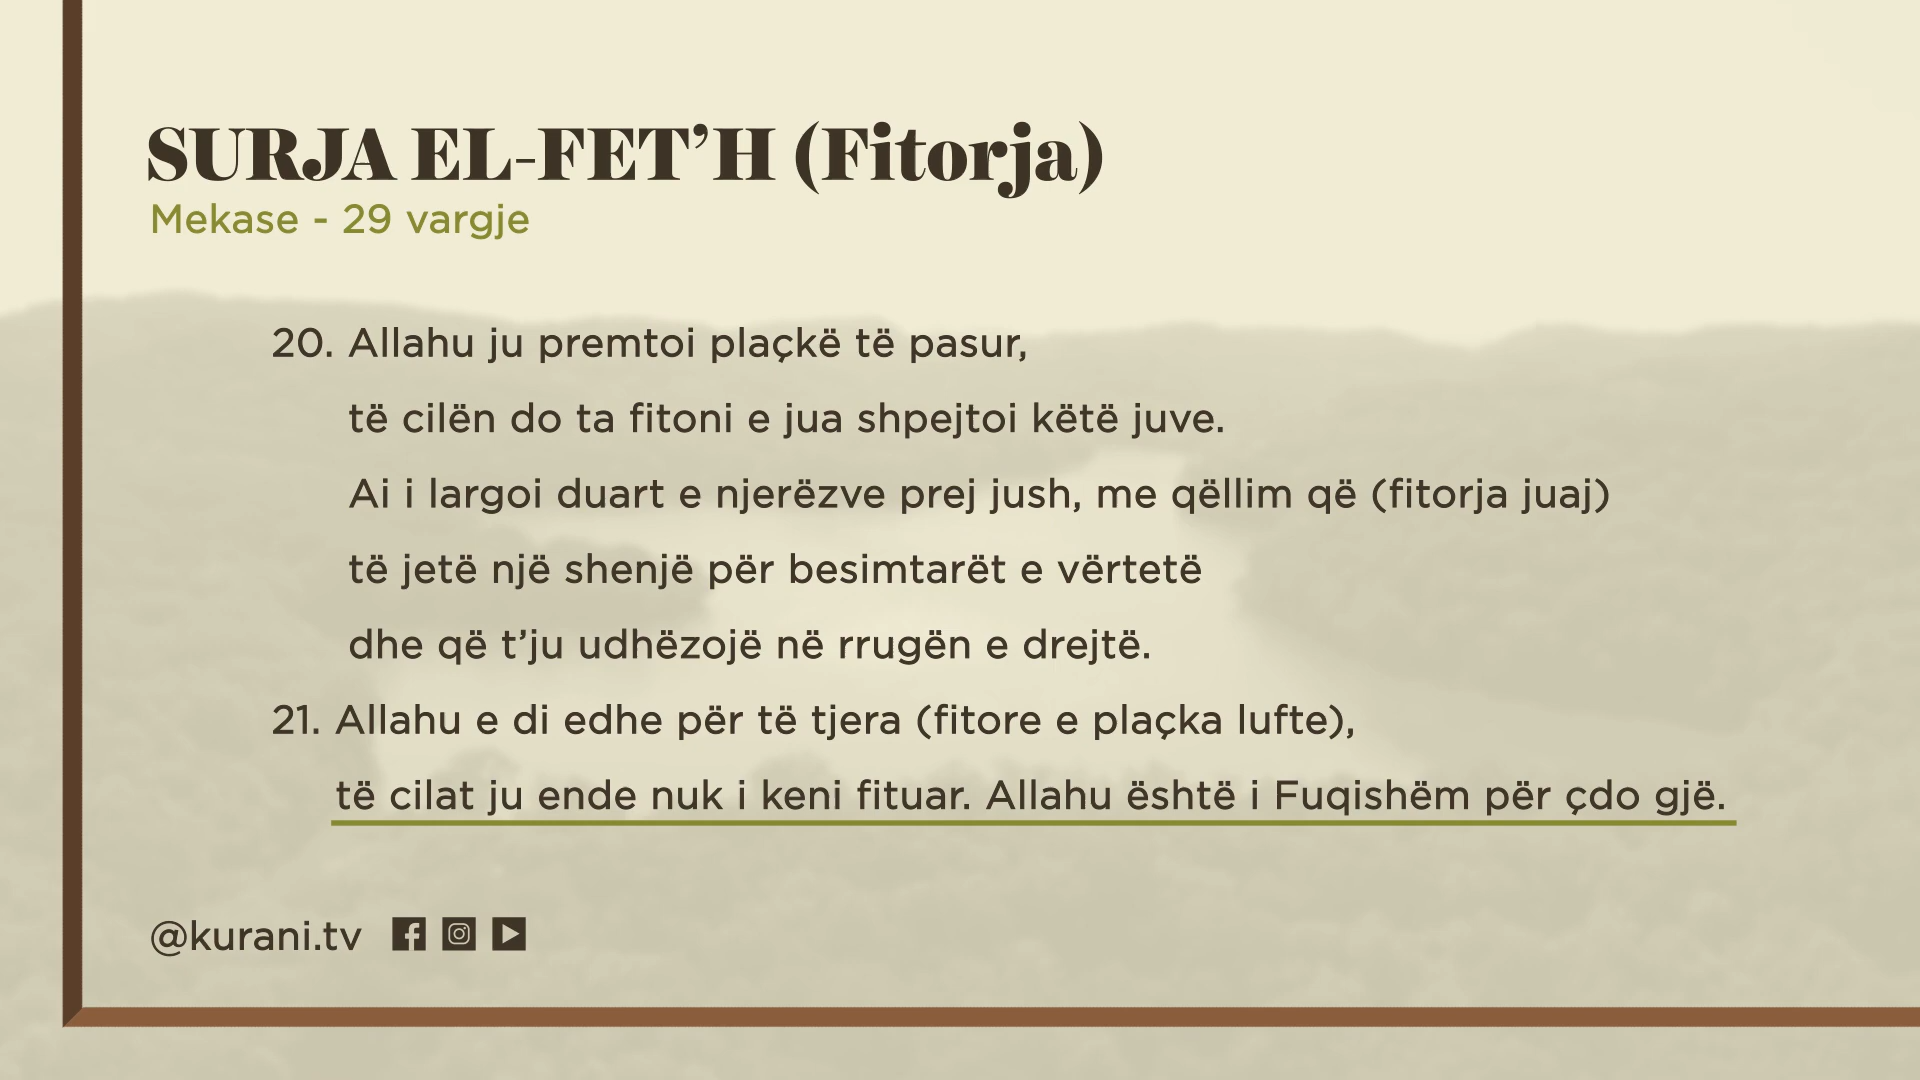 SURJA EL-FET’H (Fitorja)
Mekase - 29 vargje
20. Allahu ju premtoi plaçkë të pasur,
të cilën do ta fitoni e jua shpejtoi këtë juve.
Ai i largoi duart e njerëzve prej jush, me qëllim që (fitorja juaj)
të jetë një shenjë për besimtarët e vërtetë
dhe që t’ju udhëzojë në rrugën e drejtë.
21. Allahu e di edhe për të tjera (fitore e plaçka lufte),
të cilat ju ende nuk i keni fituar. Allahu është i Fuqishëm për çdo gjë.
@kurani.tv